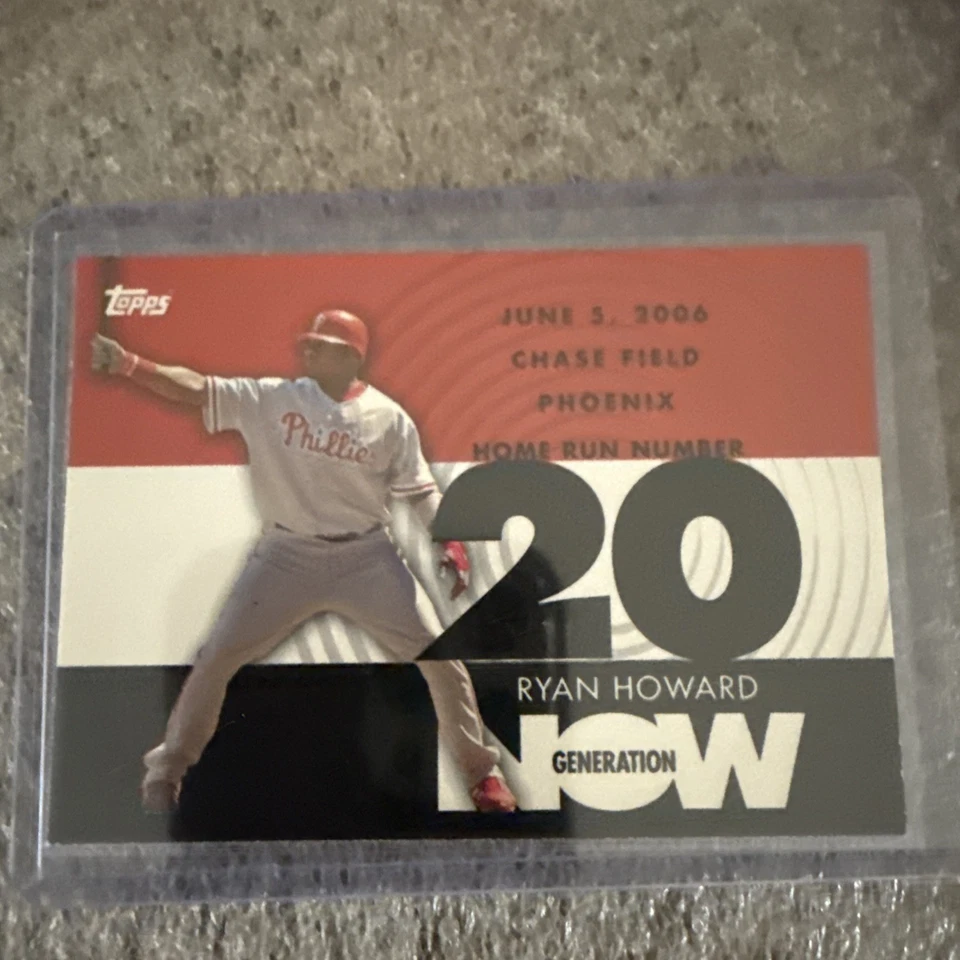 Topps
JUNE 5, 2006
CHASE FIELD
PHOENIX
HOME RUN NUMBER
20
Phillies
RYAN HOWARD
NOW
GENERATION